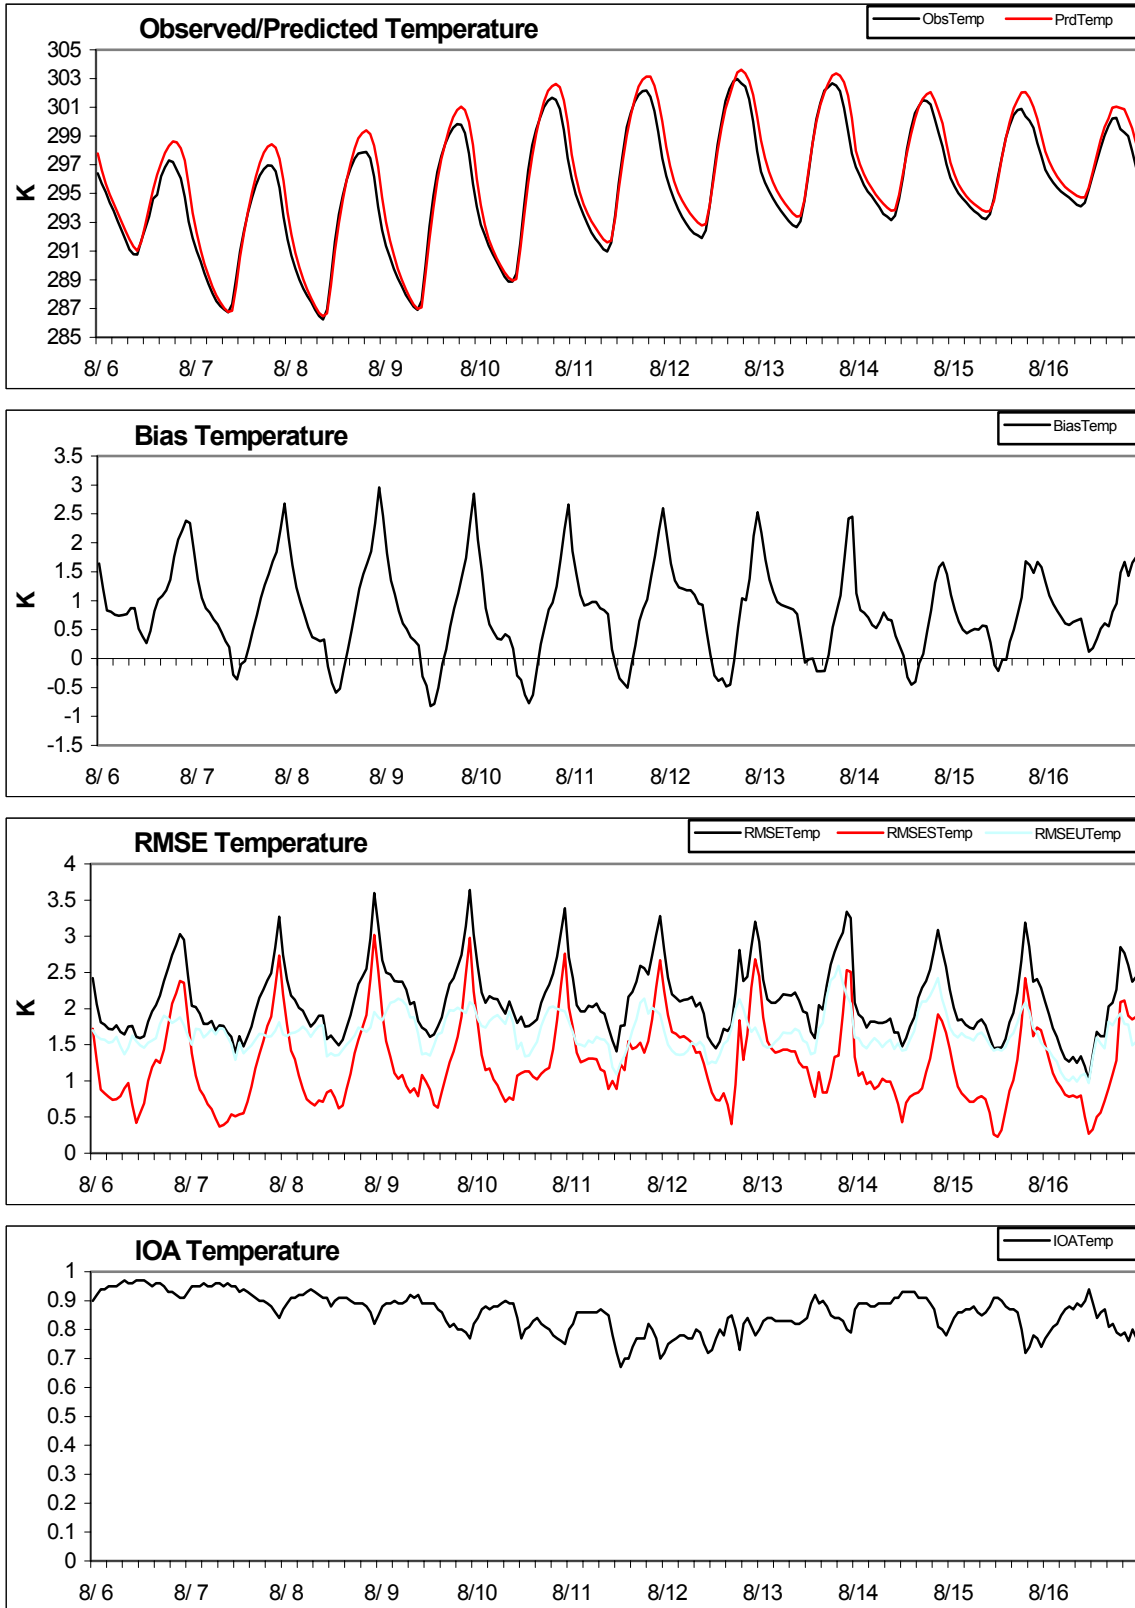 Observed/Predicted Temperature
ObsTemp PrdTemp
305
303
301
299
297
295
293
291
289
287
285
K
8/ 6 8/ 7 8/ 8 8/ 9 8/10 8/11 8/12 8/13 8/14 8/15 8/16
Bias Temperature
BiasTemp
3.5
3
2.5
2
1.5
1
0.5
0
-0.5
-1
-1.5
K
8/ 6 8/ 7 8/ 8 8/ 9 8/10 8/11 8/12 8/13 8/14 8/15 8/16
RMSE Temperature
RMSETemp RMSESTemp RMSEUTemp
4
3.5
3
2.5
2
1.5
1
0.5
0
K
8/ 6 8/ 7 8/ 8 8/ 9 8/10 8/11 8/12 8/13 8/14 8/15 8/16
IOA Temperature
IOATemp
1
0.9
0.8
0.7
0.6
0.5
0.4
0.3
0.2
0.1
0
8/ 6 8/ 7 8/ 8 8/ 9 8/10 8/11 8/12 8/13 8/14 8/15 8/16